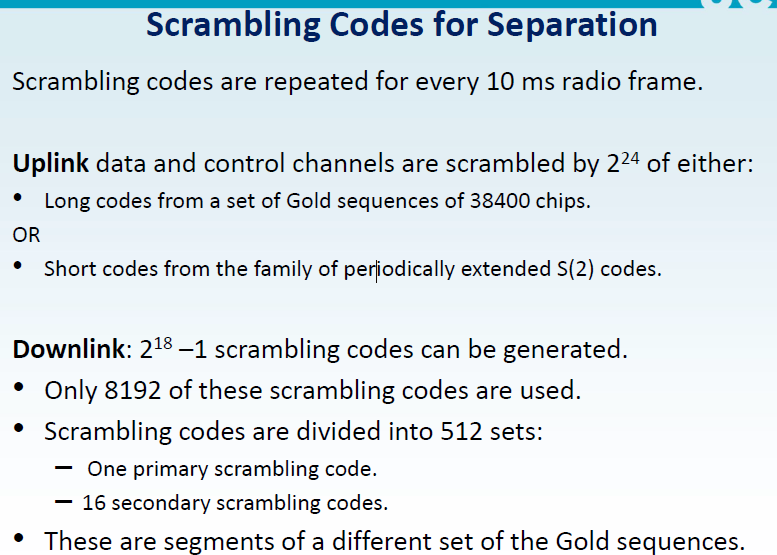 Scrambling Codes for Separation
Scrambling codes are repeated for every 10 ms radio frame.
Uplink data and control channels are scrambled by 2²⁴ of either:
• Long codes from a set of Gold sequences of 38400 chips.
OR
• Short codes from the family of periodically extended S(2) codes.
Downlink: 2¹⁸ –1 scrambling codes can be generated.
• Only 8192 of these scrambling codes are used.
• Scrambling codes are divided into 512 sets:
– One primary scrambling code.
– 16 secondary scrambling codes.
• These are segments of a different set of the Gold sequences.